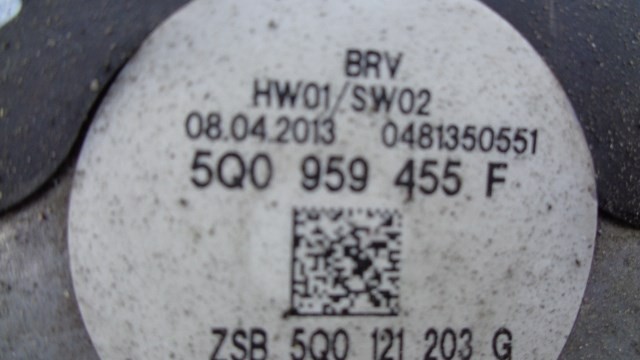 BRV
HW01/SW02
08.04.2013 0481350551
5Q0 959 455 F
ZSB 5Q0 121 203 G